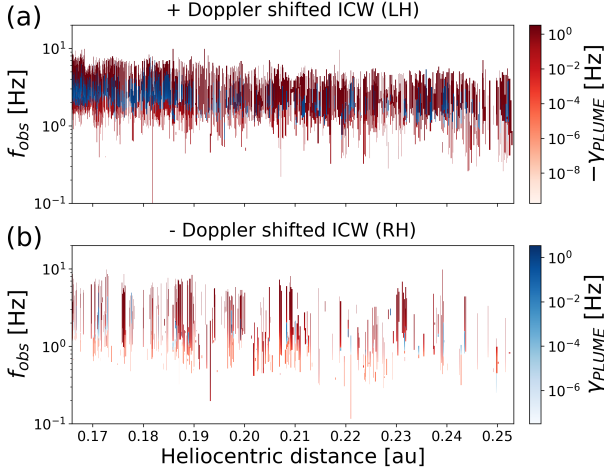 (a)
+ Doppler shifted ICW (LH)
10¹
10⁰
10⁻¹
f_obs [Hz]
10⁰
10⁻²
10⁻⁴
10⁻⁶
10⁻⁸
−γ_PLUME [Hz]
(b)
- Doppler shifted ICW (RH)
10¹
10⁰
10⁻¹
f_obs [Hz]
10⁰
10⁻²
10⁻⁴
10⁻⁶
γ_PLUME [Hz]
0.17 0.18 0.19 0.20 0.21 0.22 0.23 0.24 0.25
Heliocentric distance [au]